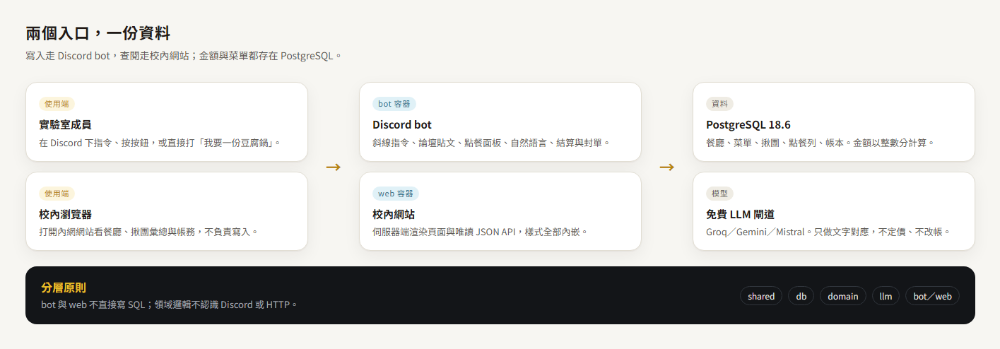 兩個入口，一份資料
寫入走 Discord bot，查閱走校內網站；金額與菜單都存在 PostgreSQL。
使用端
實驗室成員
在 Discord 下指令、按按鈕，或直接打「我要一份豆腐鍋」。
使用端
校內瀏覽器
打開內網網站看餐廳、揪團彙總與帳務，不負責寫入。
→
bot 容器
Discord bot
斜線指令、論壇貼文、點餐面板、自然語言、結算與封單。
web 容器
校內網站
伺服器端渲染頁面與唯讀 JSON API，樣式全部內嵌。
→
資料
PostgreSQL 18.6
餐廳、菜單、揪團、點餐列、帳本。金額以整數分計算。
模型
免費 LLM 閘道
Groq／Gemini／Mistral。只做文字對應，不定價、不改帳。
分層原則
bot 與 web 不直接寫 SQL；領域邏輯不認識 Discord 或 HTTP。
shared db domain llm bot／web